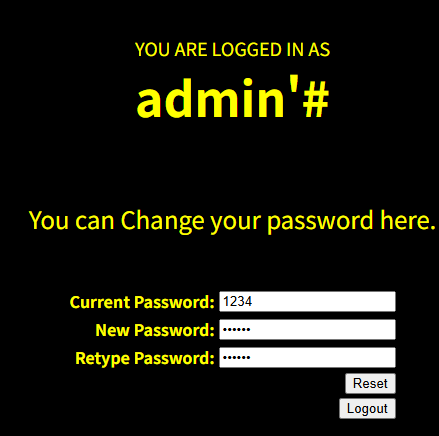 YOU ARE LOGGED IN AS
admin'#
You can Change your password here.
Current Password: 1234
New Password: ••••••
Retype Password: ••••••
Reset
Logout